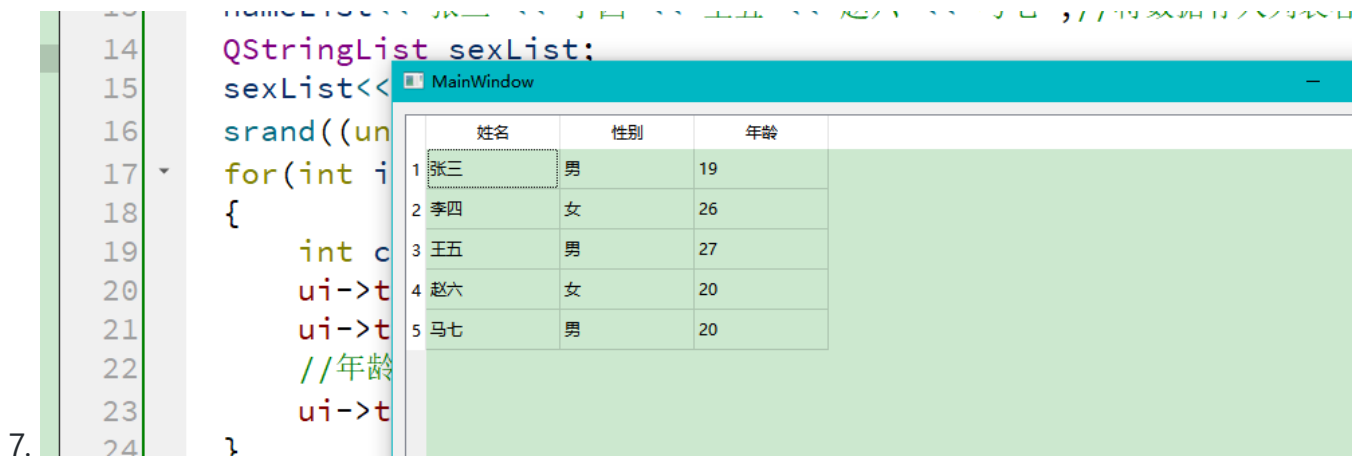 14 QStringList sexList;
15 sexList<<
MainWindow
16 srand((un
姓名 性别 年龄
17 for(int i
1 张三 男 19
18 {
2 李四 女 26
19 int c
3 王五 男 27
20 ui->t
4 赵六 女 20
21 ui->t
5 马七 男 20
22 //年龄
23 ui->t
7.
24 }